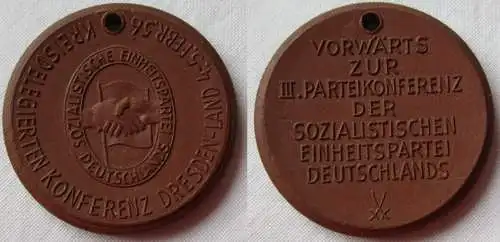 KREISDELEGIERTEN KONFERENZ DRESDEN-LAND 4.-5. FEBR. 56
SOZIALISTISCHE EINHEITSPARTEI
DEUTSCHLANDS
VORWÄRTS
ZUR
III. PARTEIKONFERENZ
DER
SOZIALISTISCHEN
EINHEITSPARTEI
DEUTSCHLANDS